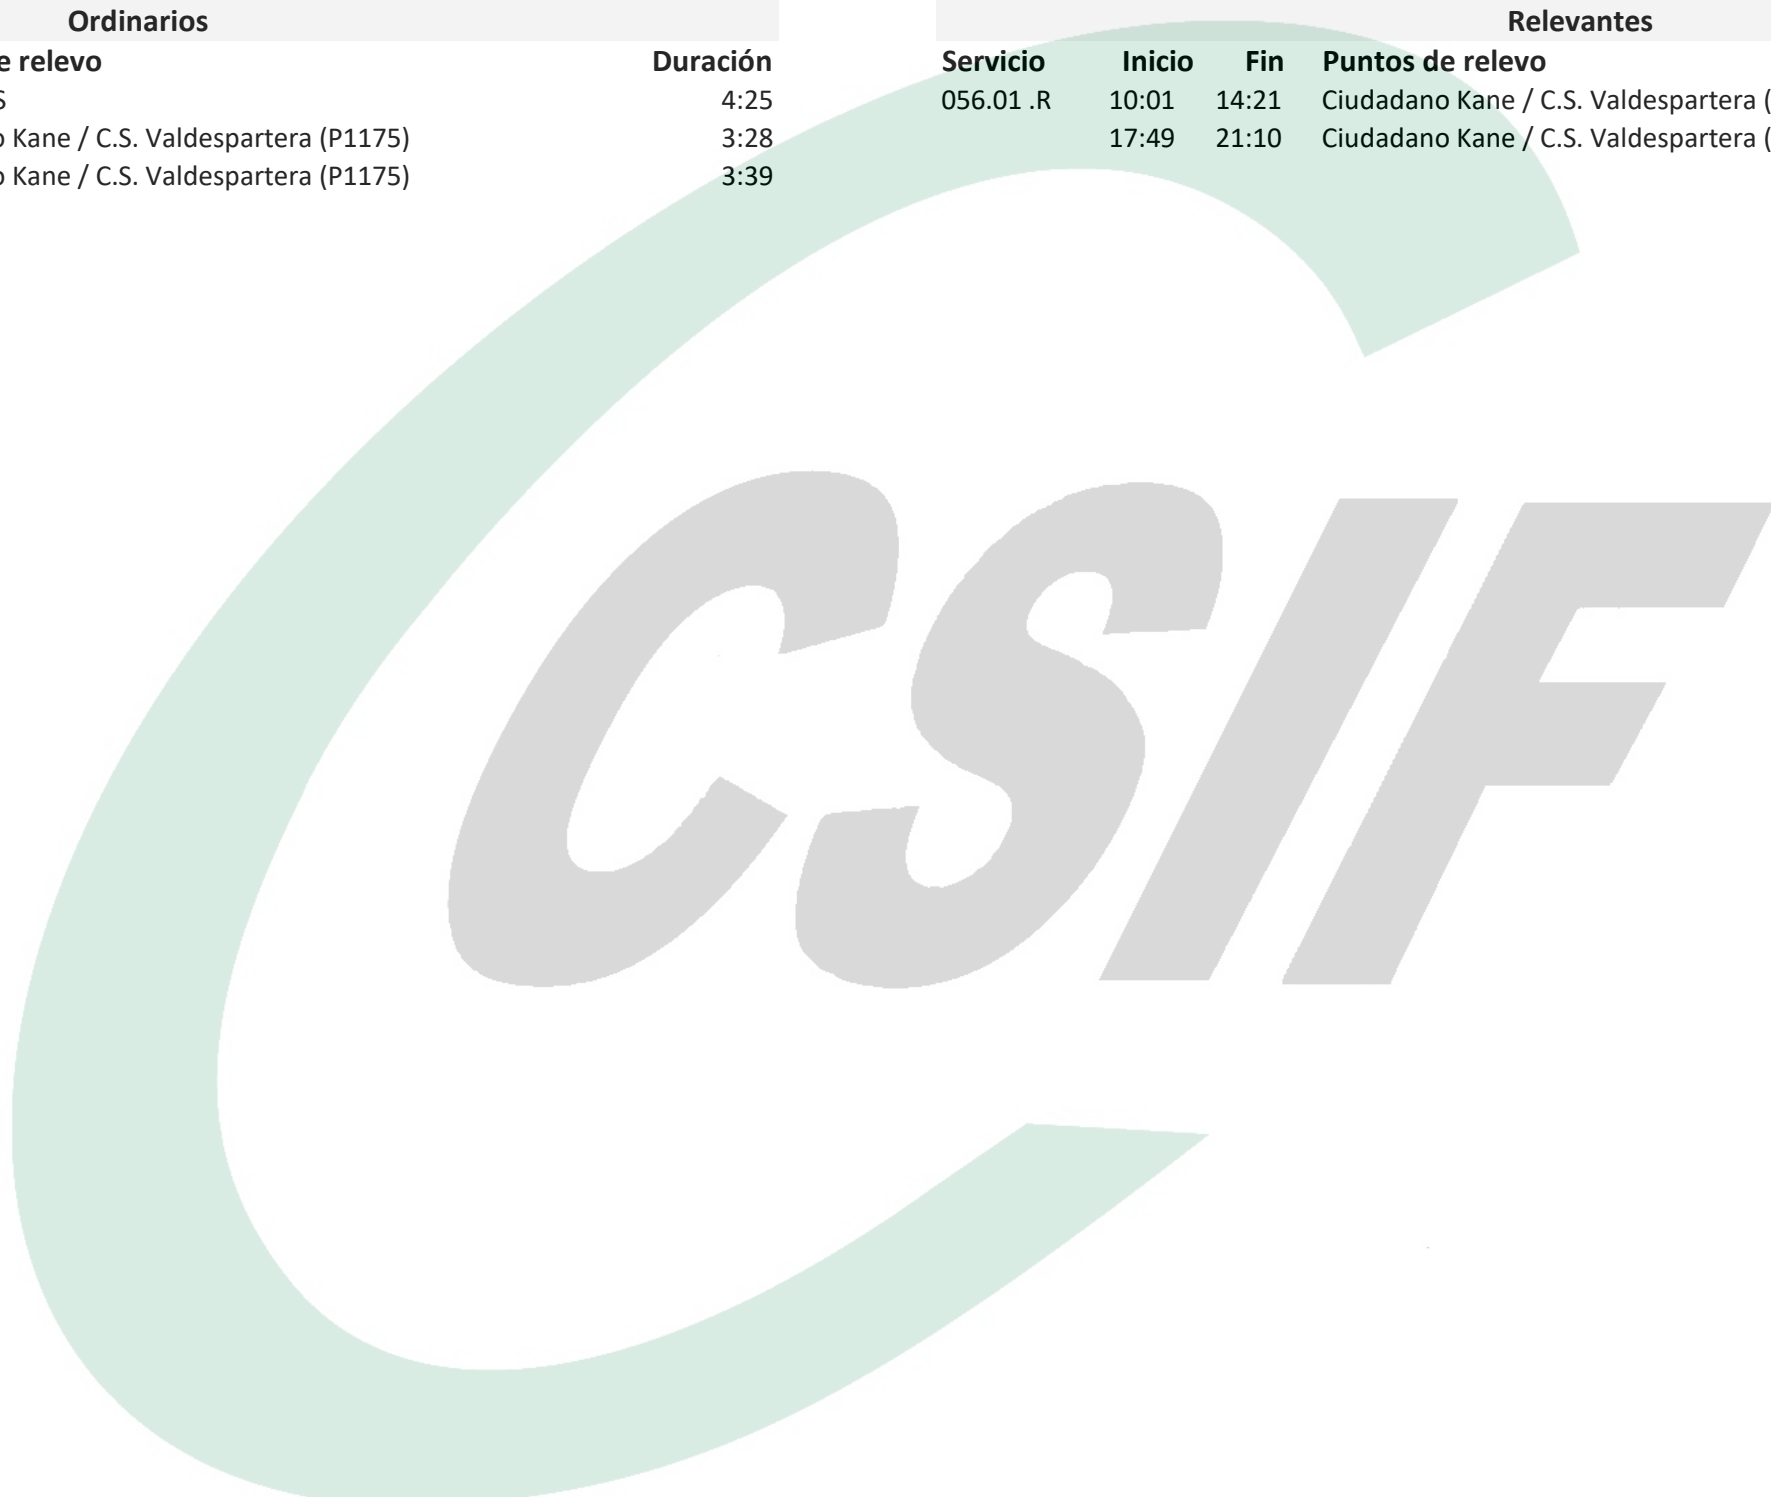 Ordinarios Relevantes
e relevo Duración Servicio Inicio Fin Puntos de relevo
S 4:25 056.01 .R 10:01 14:21 Ciudadano Kane / C.S. Valdespartera (
o Kane / C.S. Valdespartera (P1175) 3:28 17:49 21:10 Ciudadano Kane / C.S. Valdespartera (
o Kane / C.S. Valdespartera (P1175) 3:39
CSIF